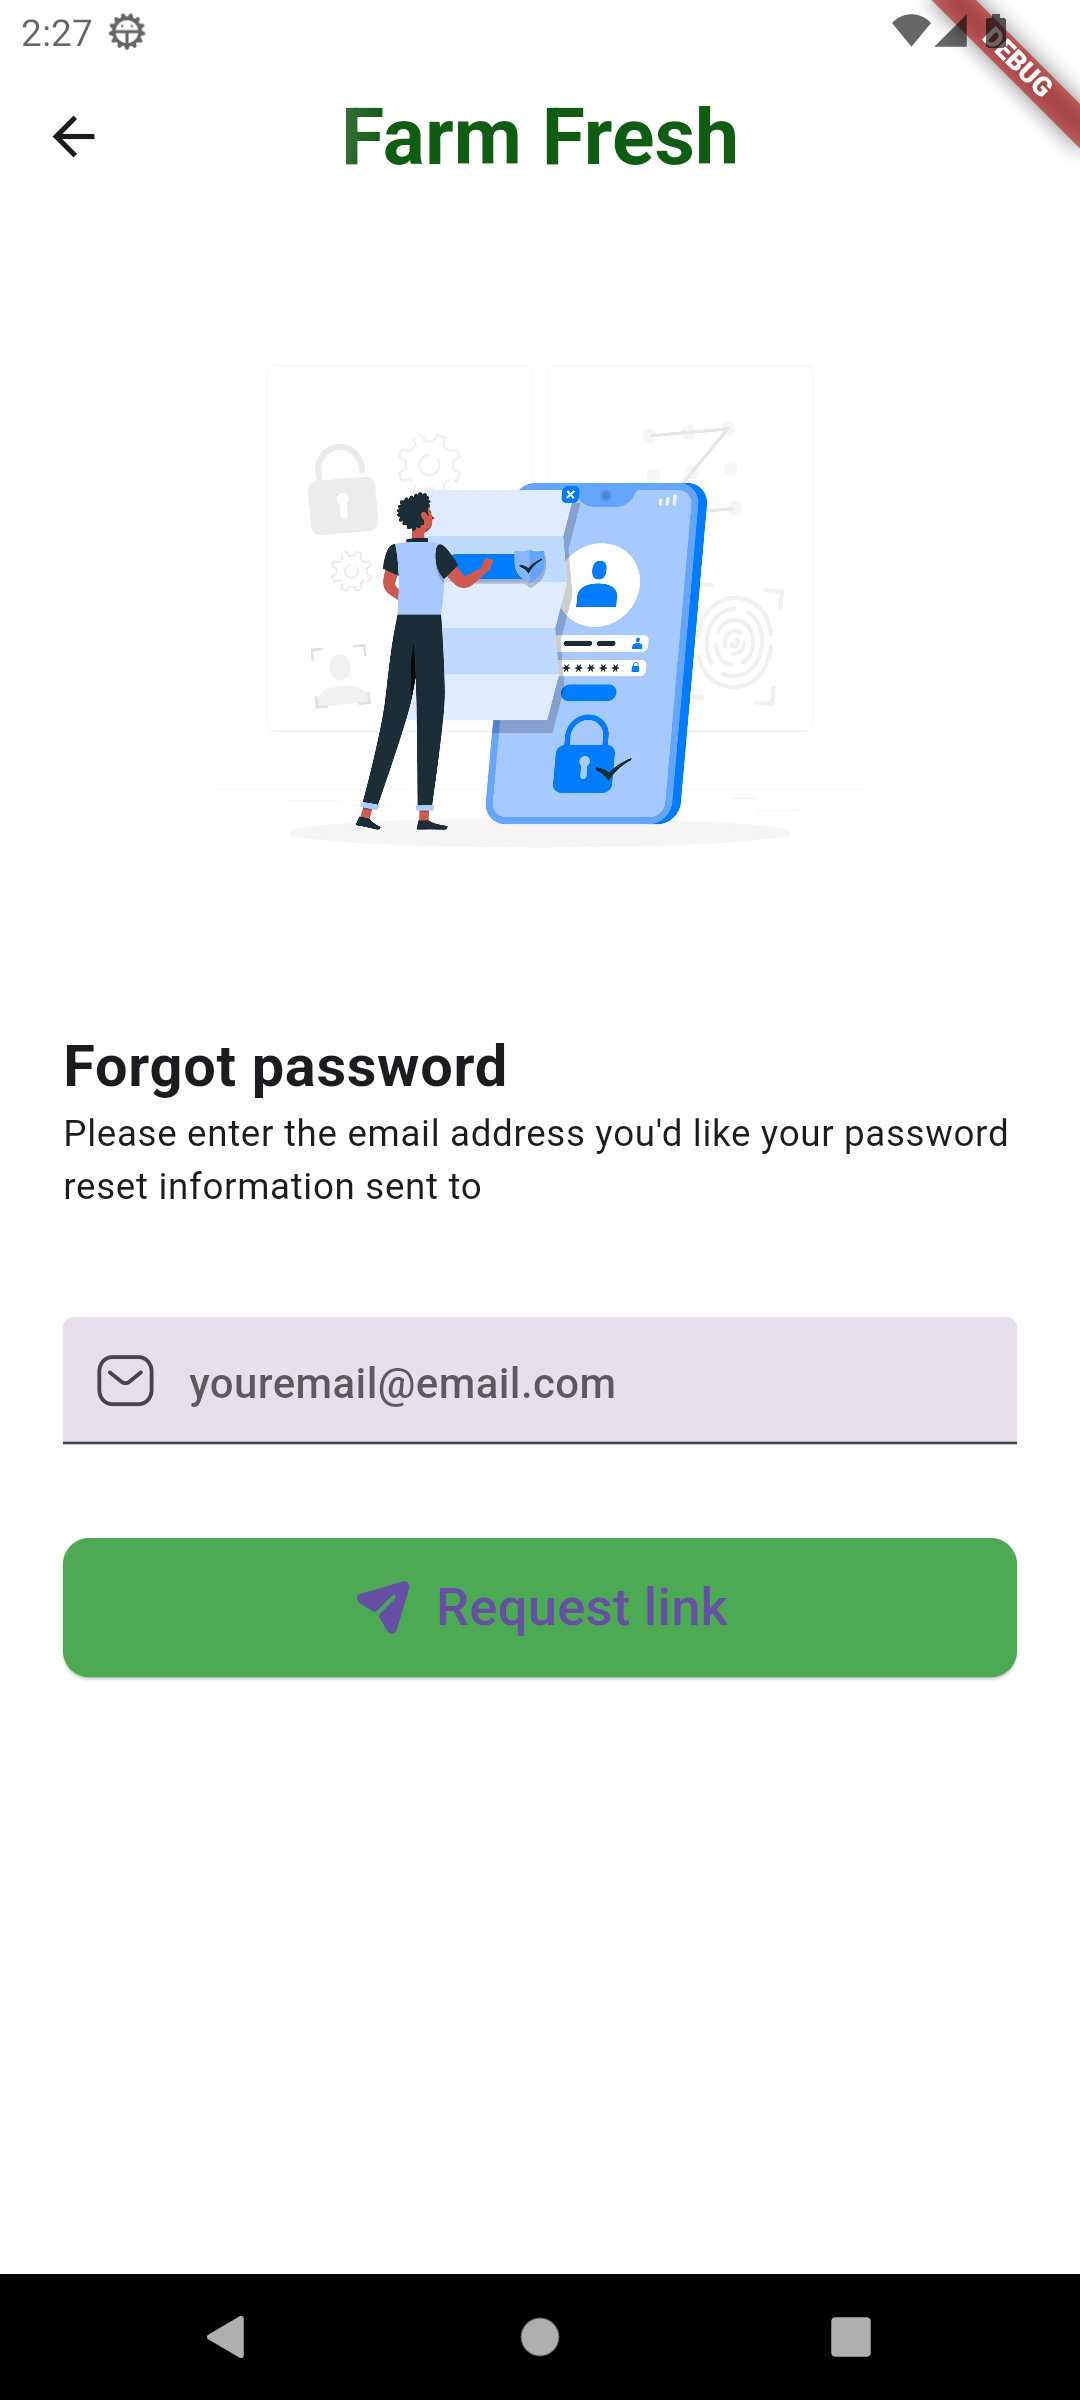 2:27
DEBUG
Farm Fresh
Forgot password
Please enter the email address you'd like your password
reset information sent to
youremail@email.com
Request link